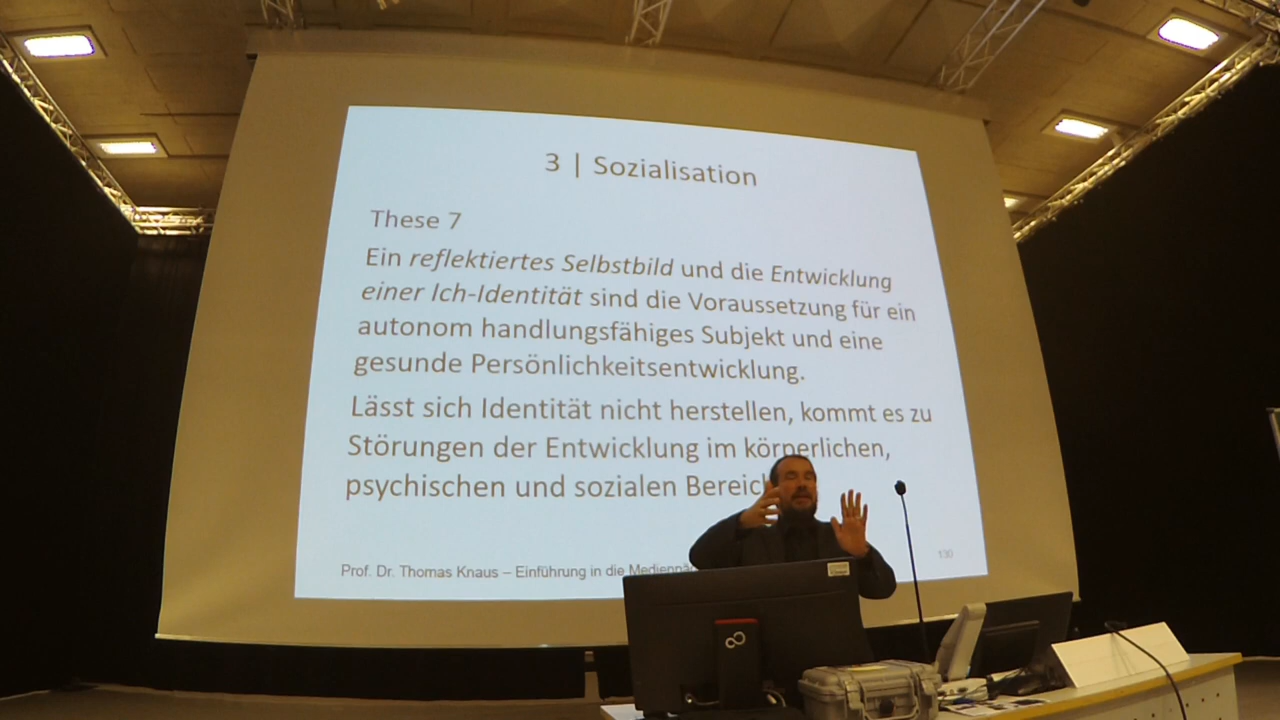 3 | Sozialisation
These 7
Ein reflektiertes Selbstbild und die Entwicklung
einer Ich-Identität sind die Voraussetzung für ein
autonom handlungsfähiges Subjekt und eine
gesunde Persönlichkeitsentwicklung.
Lässt sich Identität nicht herstellen, kommt es zu
Störungen der Entwicklung im körperlichen,
psychischen und sozialen Bereich
Prof. Dr. Thomas Knaus – Einführung in die Medienpäd
130